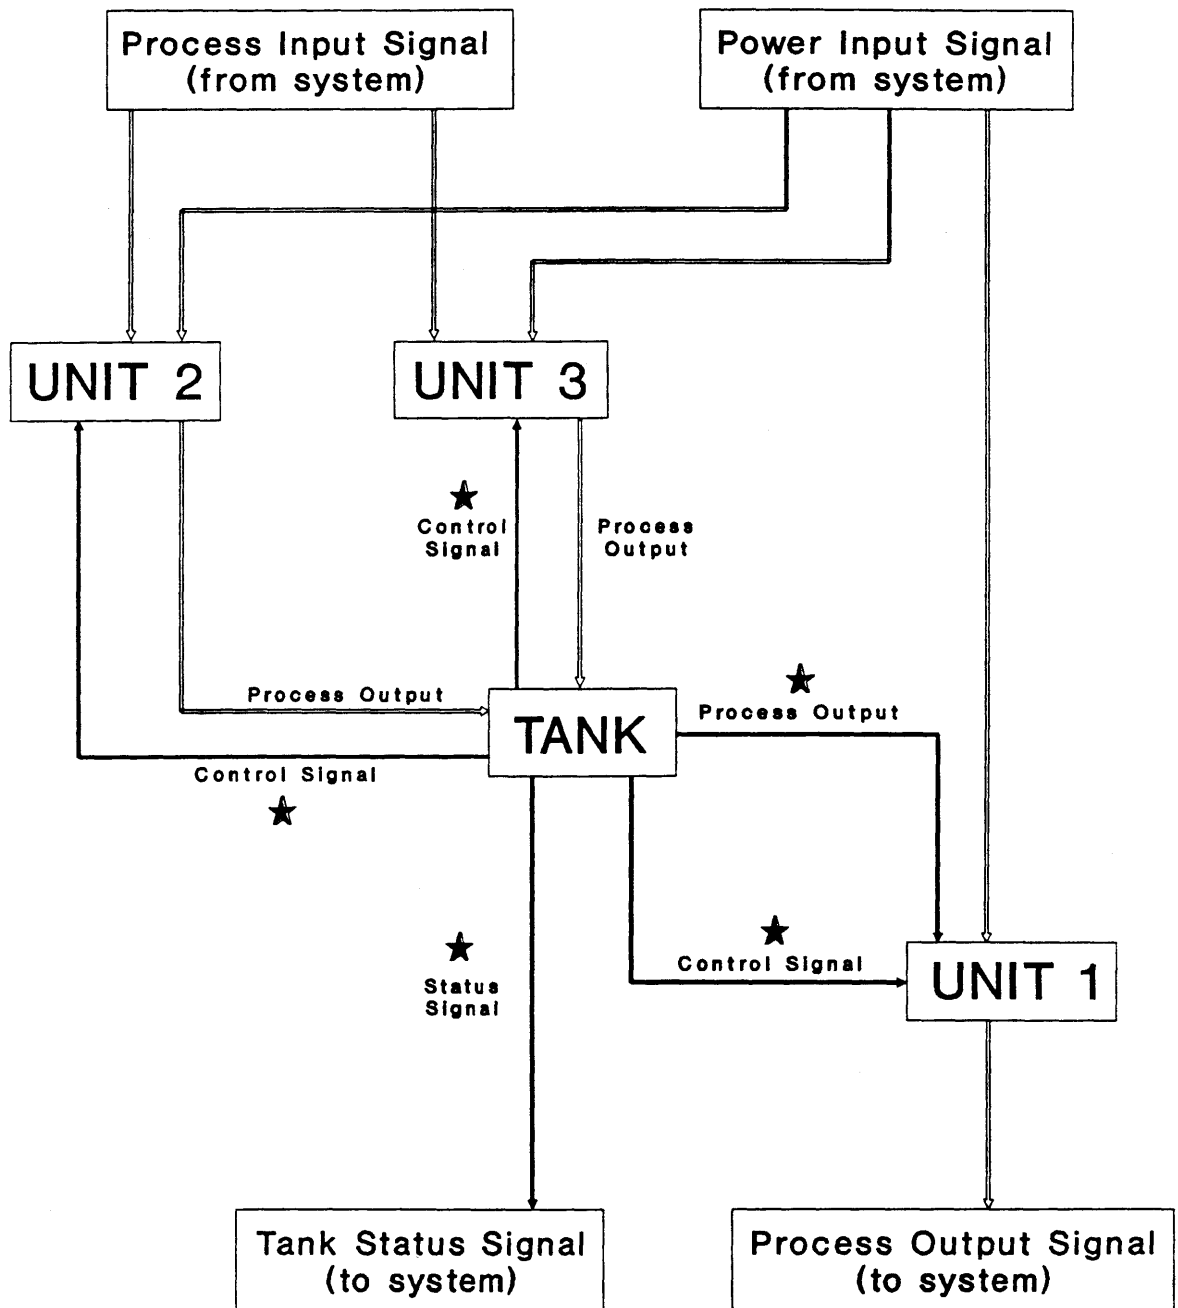 Process Input Signal
(from system)
Power Input Signal
(from system)
UNIT 2
UNIT 3
Control
Signal
Process
Output
Process Output
TANK
Process Output
Control Signal
Control Signal
Status
Signal
UNIT 1
Tank Status Signal
(to system)
Process Output Signal
(to system)